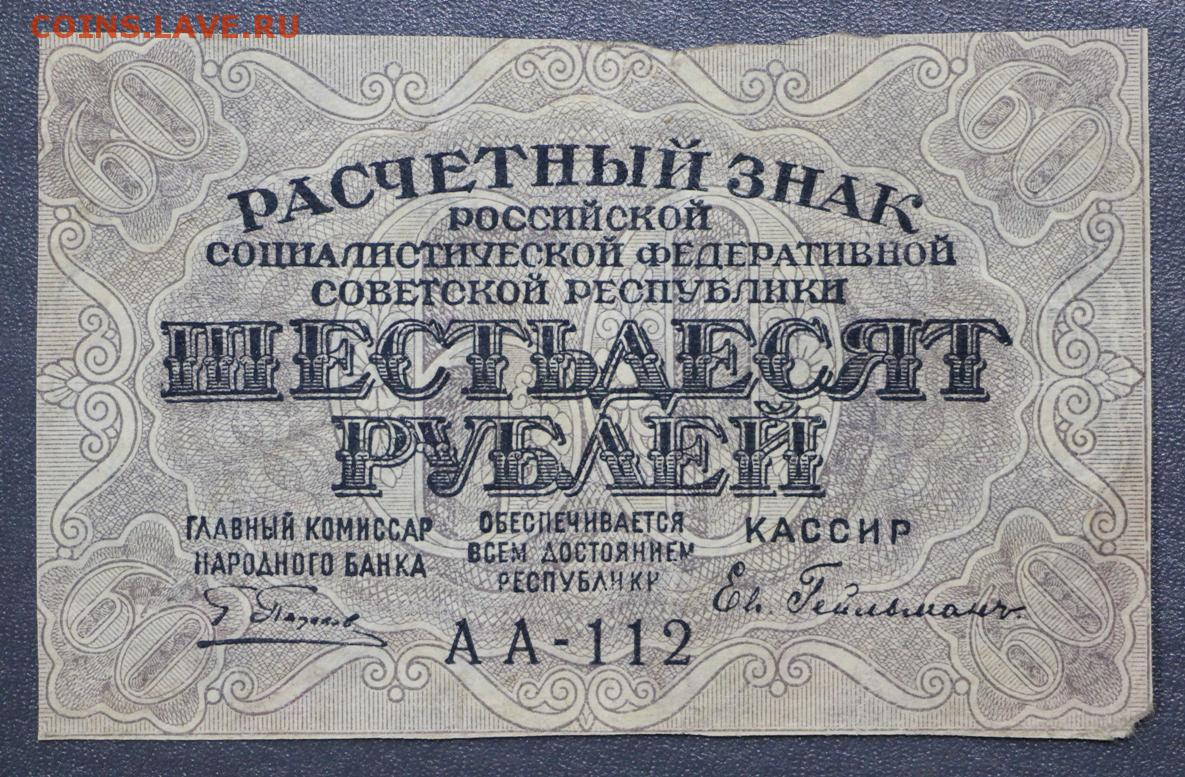 COINS.LAVE.RU
60 60
РАСЧЕТНЫЙ ЗНАК
РОССИЙСКОЙ
СОЦИАЛИСТИЧЕСКОЙ ФЕДЕРАТИВНОЙ
СОВЕТСКОЙ РЕСПУБЛИКИ
ШЕСТЬДЕСЯТ
РУБЛЕЙ
ГЛАВНЫЙ КОМИССАР
НАРОДНОГО БАНКА
ОБЕСПЕЧИВАЕТСЯ
ВСЕМ ДОСТОЯНИЕМ
РЕСПУБЛИКИ
КАССИР
Ев. Гейльманъ.
АА-112
60 60